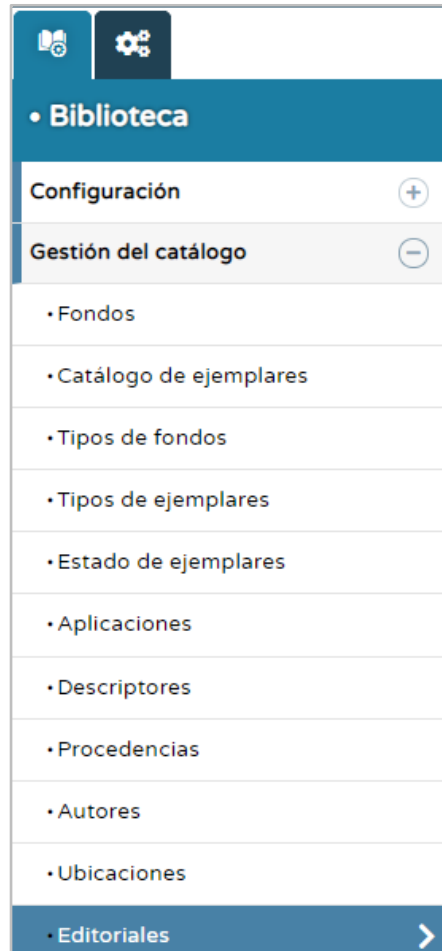 • Biblioteca
Configuración
Gestión del catálogo
• Fondos
• Catálogo de ejemplares
• Tipos de fondos
• Tipos de ejemplares
• Estado de ejemplares
• Aplicaciones
• Descriptores
• Procedencias
• Autores
• Ubicaciones
• Editoriales